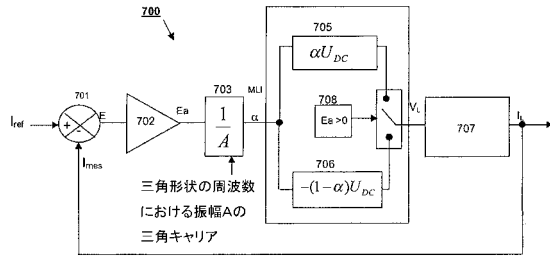 700
705
αU_DC
701
703
MLI
I_ref
+
-
E
702
Ea
1/A
α
708
Ea >0
V_L
707
I_L
I_mes
706
-(1-α)U_DC
三角形状の周波数
における振幅Aの
三角キャリア